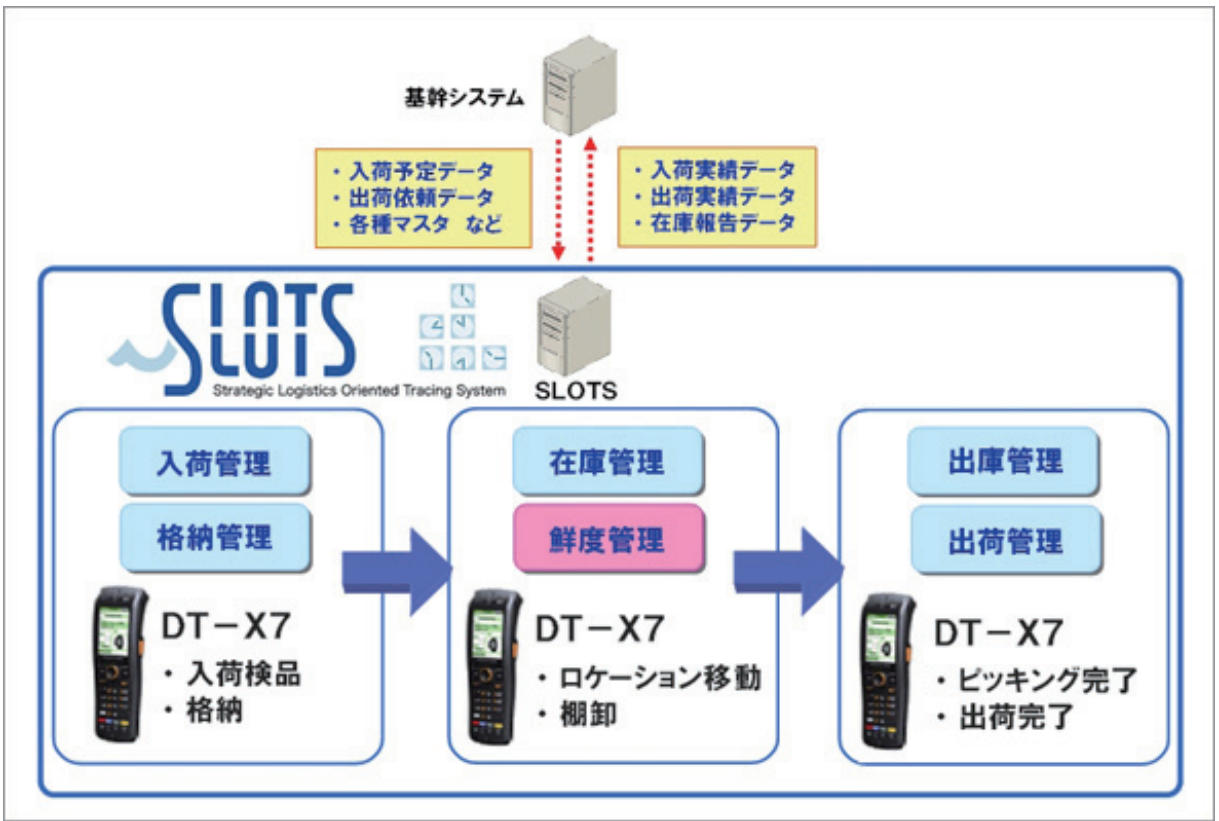 基幹システム
・入荷予定データ
・出荷依頼データ
・各種マスタ など
・入荷実績データ
・出荷実績データ
・在庫報告データ
SLOTS
Strategic Logistics Oriented Tracing System
SLOTS
入荷管理
格納管理
DT-X7
・入荷検品
・格納
在庫管理
鮮度管理
DT-X7
・ロケーション移動
・棚卸
出庫管理
出荷管理
DT-X7
・ピッキング完了
・出荷完了